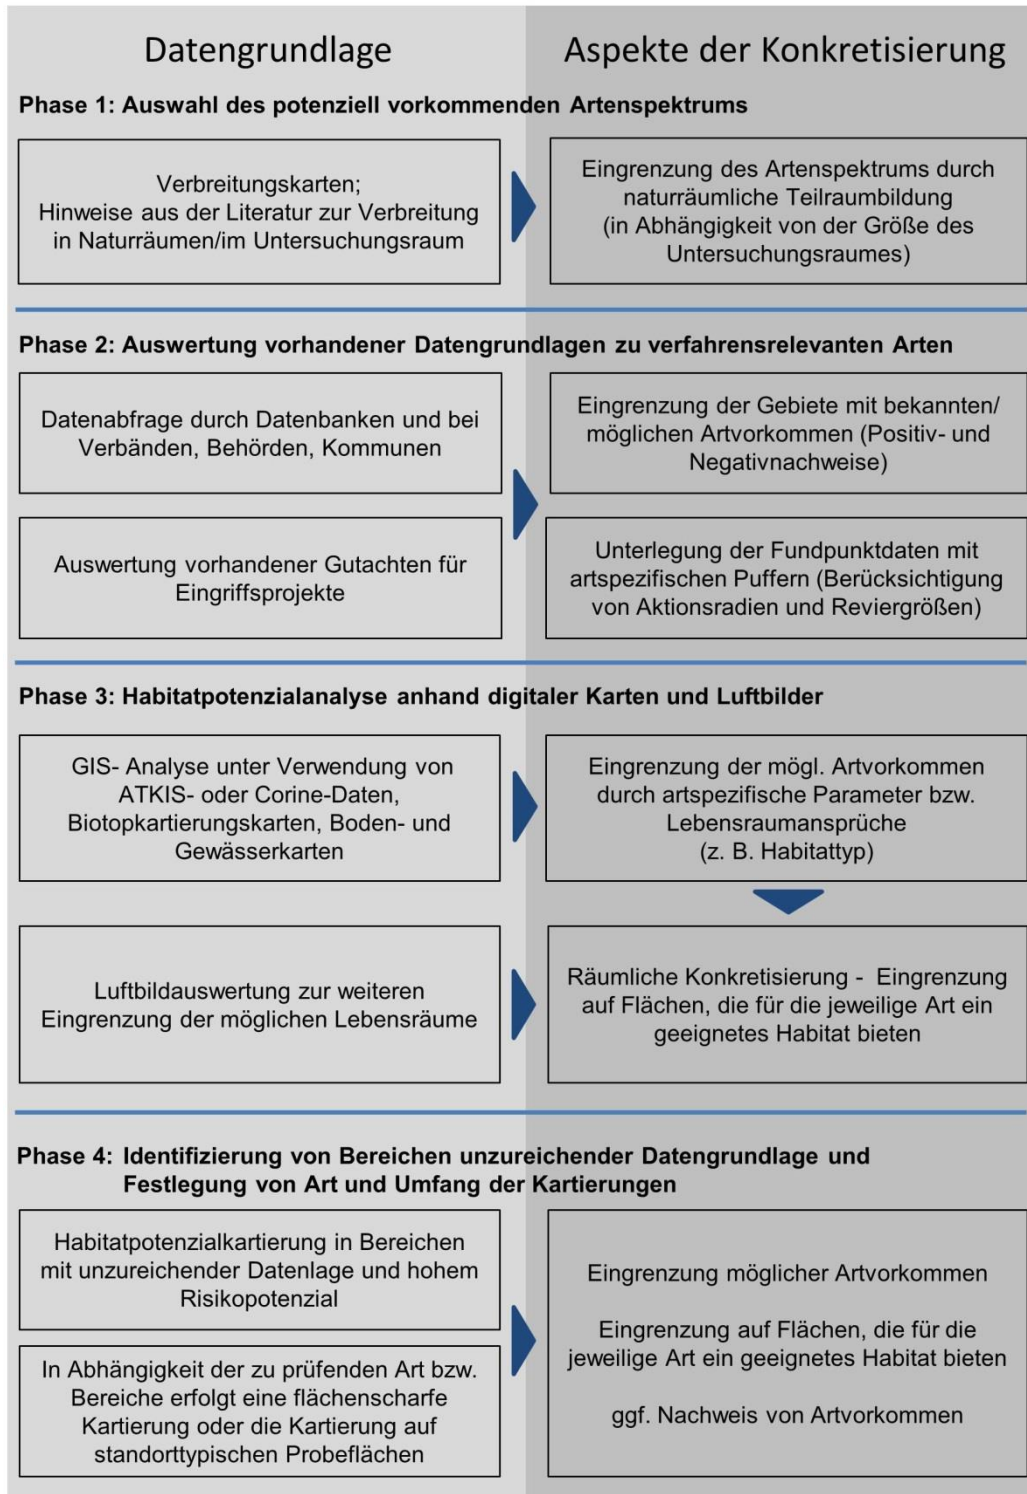 Datengrundlage
Aspekte der Konkretisierung
Phase 1: Auswahl des potenziell vorkommenden Artenspektrums
Verbreitungskarten;
Hinweise aus der Literatur zur Verbreitung
in Naturräumen/im Untersuchungsraum
Eingrenzung des Artenspektrums durch
naturräumliche Teilraumbildung
(in Abhängigkeit von der Größe des
Untersuchungsraumes)
Phase 2: Auswertung vorhandener Datengrundlagen zu verfahrensrelevanten Arten
Datenabfrage durch Datenbanken und bei
Verbänden, Behörden, Kommunen
Eingrenzung der Gebiete mit bekannten/
möglichen Artvorkommen (Positiv- und
Negativnachweise)
Auswertung vorhandener Gutachten für
Eingriffsprojekte
Unterlegung der Fundpunktdaten mit
artspezifischen Puffern (Berücksichtigung
von Aktionsradien und Reviergrößen)
Phase 3: Habitatpotenzialanalyse anhand digitaler Karten und Luftbilder
GIS- Analyse unter Verwendung von
ATKIS- oder Corine-Daten,
Biotopkartierungskarten, Boden- und
Gewässerkarten
Eingrenzung der mögl. Artvorkommen
durch artspezifische Parameter bzw.
Lebensraumansprüche
(z. B. Habitattyp)
Luftbildauswertung zur weiteren
Eingrenzung der möglichen Lebensräume
Räumliche Konkretisierung - Eingrenzung
auf Flächen, die für die jeweilige Art ein
geeignetes Habitat bieten
Phase 4: Identifizierung von Bereichen unzureichender Datengrundlage und
Festlegung von Art und Umfang der Kartierungen
Habitatpotenzialkartierung in Bereichen
mit unzureichender Datenlage und hohem
Risikopotenzial
In Abhängigkeit der zu prüfenden Art bzw.
Bereiche erfolgt eine flächenscharfe
Kartierung oder die Kartierung auf
standorttypischen Probeflächen
Eingrenzung möglicher Artvorkommen
Eingrenzung auf Flächen, die für die
jeweilige Art ein geeignetes Habitat bieten
ggf. Nachweis von Artvorkommen